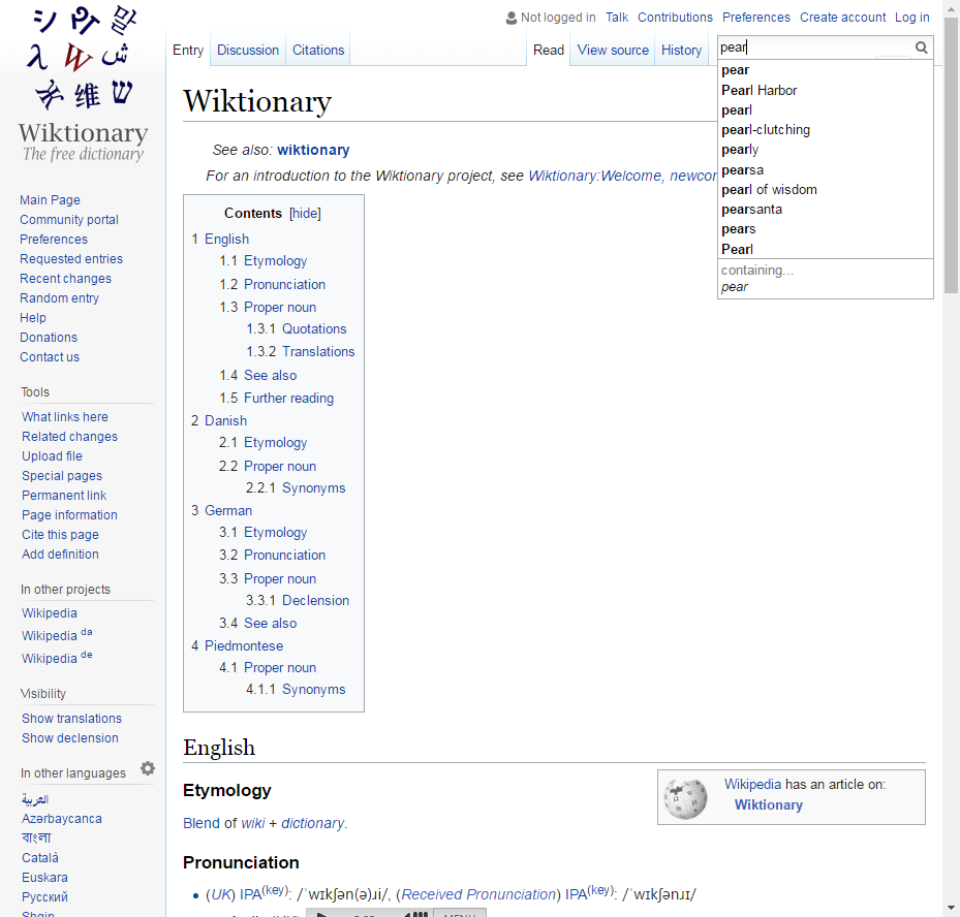 シ ዋ 말
λ W ش
み 维 ש
Wiktionary
The free dictionary
Not logged in Talk Contributions Preferences Create account Log in
Entry Discussion Citations Read View source History pear
pear
Pearl Harbor
pearl
pearl-clutching
pearly
pearsa
pearl of wisdom
pearsanta
pears
Pearl
containing...
pear
Main Page
Community portal
Preferences
Requested entries
Recent changes
Random entry
Help
Donations
Contact us
Tools
What links here
Related changes
Upload file
Special pages
Permanent link
Page information
Cite this page
Add definition
In other projects
Wikipedia
Wikipedia da
Wikipedia de
Visibility
Show translations
Show declension
In other languages
العربية
Azərbaycanca
বাংলা
Català
Euskara
Русский
Shqip
Wiktionary
See also: wiktionary
For an introduction to the Wiktionary project, see Wiktionary:Welcome, newcor
Contents [hide]
1 English
1.1 Etymology
1.2 Pronunciation
1.3 Proper noun
1.3.1 Quotations
1.3.2 Translations
1.4 See also
1.5 Further reading
2 Danish
2.1 Etymology
2.2 Proper noun
2.2.1 Synonyms
3 German
3.1 Etymology
3.2 Pronunciation
3.3 Proper noun
3.3.1 Declension
3.4 See also
4 Piedmontese
4.1 Proper noun
4.1.1 Synonyms
English
Wikipedia has an article on:
Wiktionary
Etymology
Blend of wiki + dictionary.
Pronunciation
• (UK) IPA(key): /ˈwɪkʃən(ə)ɹi/, (Received Pronunciation) IPA(key): /ˈwɪkʃənɹɪ/
MENU